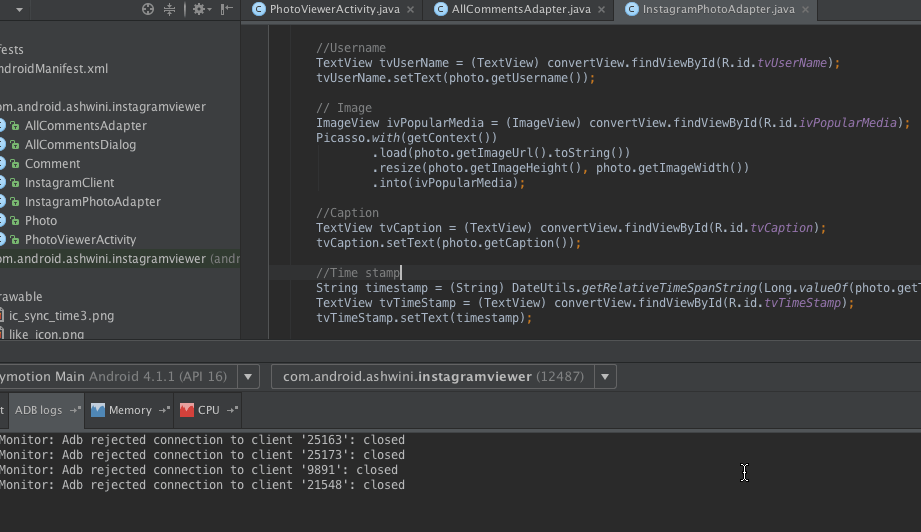 PhotoViewerActivity.java
AllCommentsAdapter.java
InstagramPhotoAdapter.java
fests
ndroidManifest.xml
om.android.ashwini.instagramviewer
AllCommentsAdapter
AllCommentsDialog
Comment
InstagramClient
InstagramPhotoAdapter
Photo
PhotoViewerActivity
om.android.ashwini.instagramviewer (andr
rawable
ic_sync_time3.png
like_icon.png
//Username
TextView tvUserName = (TextView) convertView.findViewById(R.id.tvUserName);
tvUserName.setText(photo.getUsername());
// Image
ImageView ivPopularMedia = (ImageView) convertView.findViewById(R.id.ivPopularMedia);
Picasso.with(getContext())
.load(photo.getImageUrl().toString())
.resize(photo.getImageHeight(), photo.getImageWidth())
.into(ivPopularMedia);
//Caption
TextView tvCaption = (TextView) convertView.findViewById(R.id.tvCaption);
tvCaption.setText(photo.getCaption());
//Time stamp
String timestamp = (String) DateUtils.getRelativeTimeSpanString(Long.valueOf(photo.getT
TextView tvTimeStamp = (TextView) convertView.findViewById(R.id.tvTimeStamp);
tvTimeStamp.setText(timestamp);
ymotion Main Android 4.1.1 (API 16)
com.android.ashwini.instagramviewer (12487)
t ADB logs Memory CPU
Monitor: Adb rejected connection to client '25163': closed
Monitor: Adb rejected connection to client '25173': closed
Monitor: Adb rejected connection to client '9891': closed
Monitor: Adb rejected connection to client '21548': closed